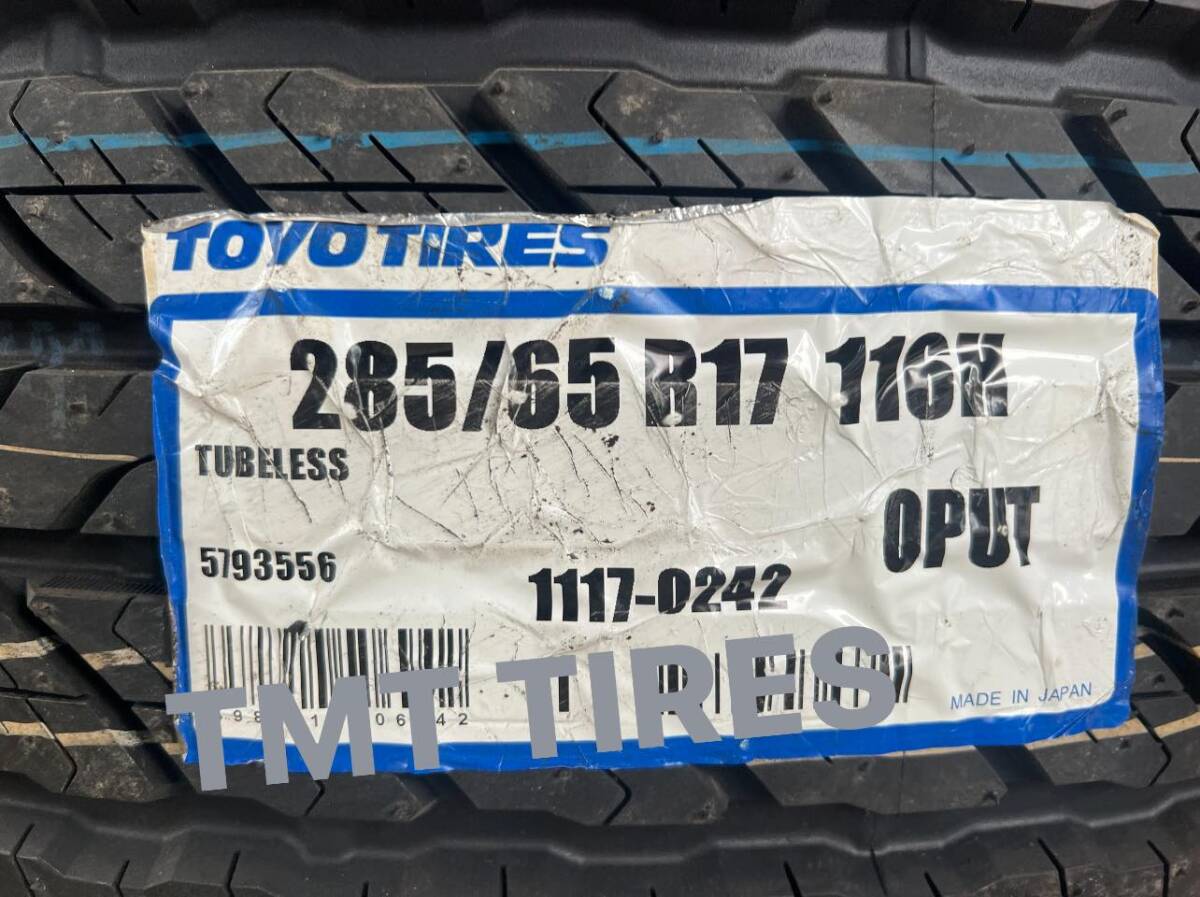 TOYO TIRES
285/65 R17 116H
TUBELESS
OPUT
5793556
1117-0242
TMT TIRES
MADE IN JAPAN